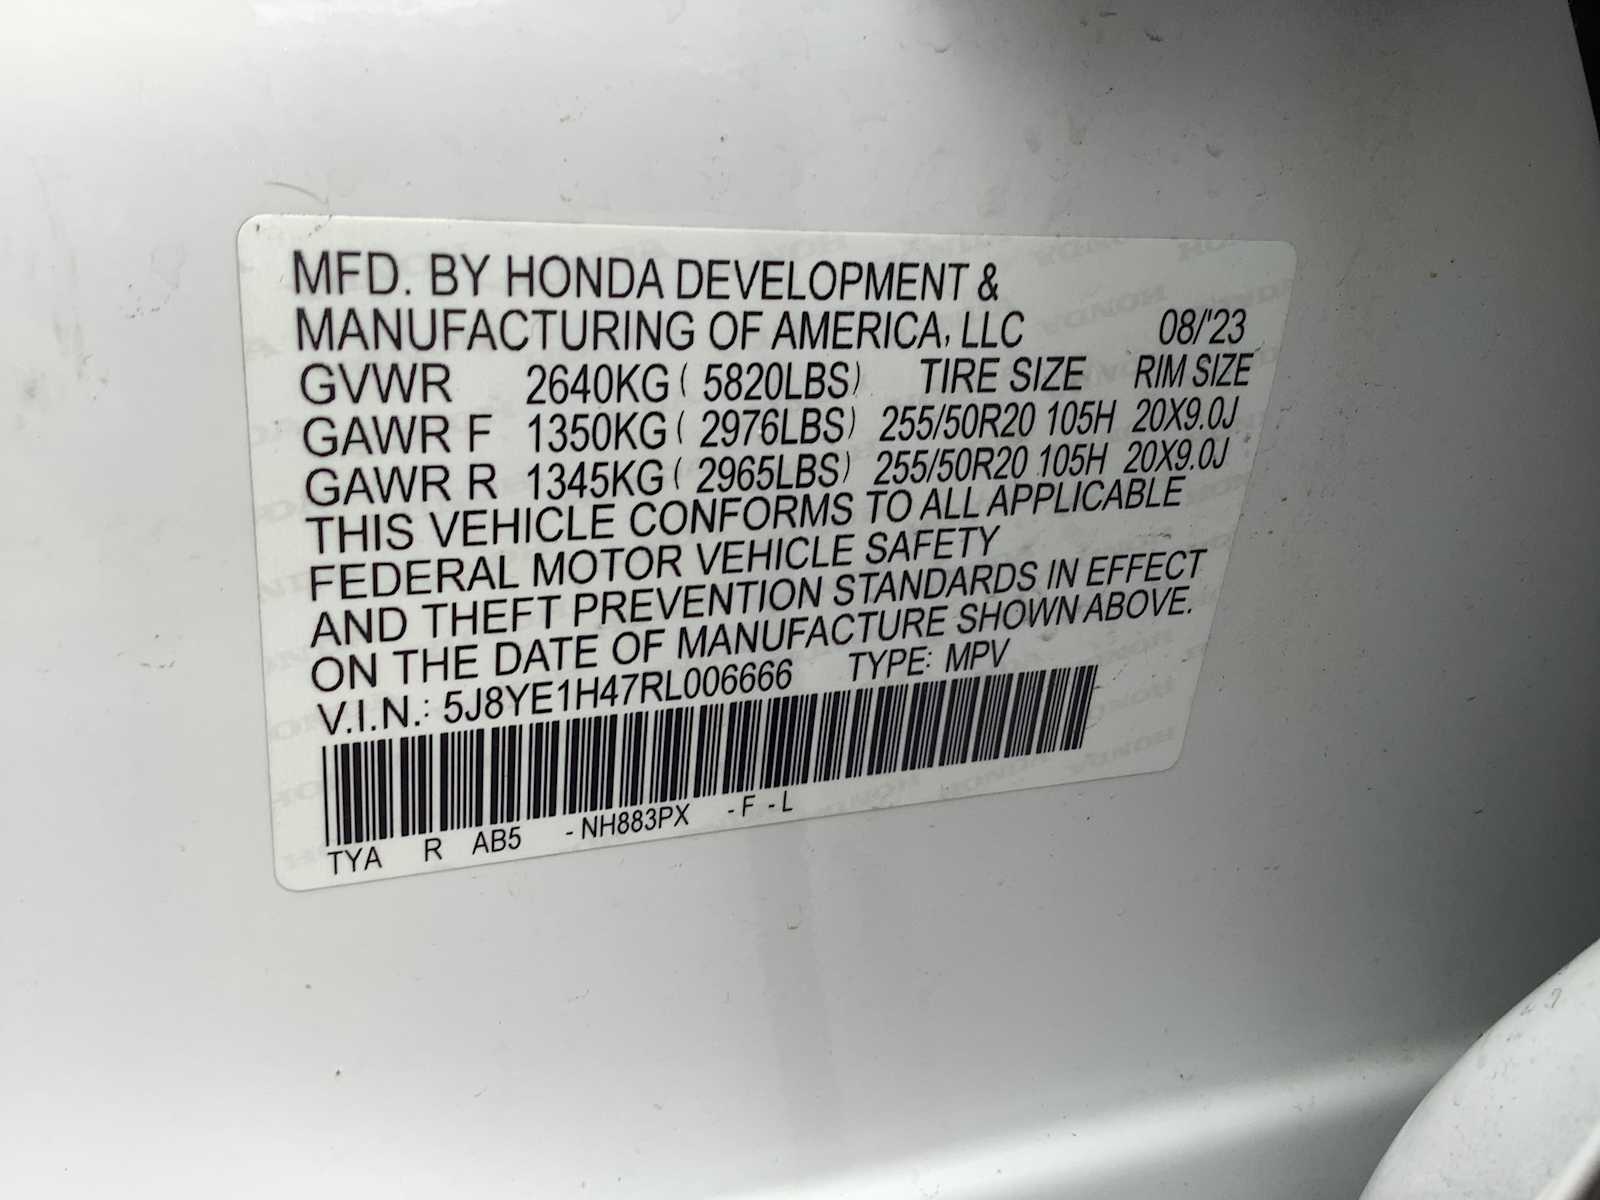 MFD. BY HONDA DEVELOPMENT &
MANUFACTURING OF AMERICA, LLC 08/'23
GVWR 2640KG ( 5820LBS) TIRE SIZE RIM SIZE
GAWR F 1350KG ( 2976LBS) 255/50R20 105H 20X9.0J
GAWR R 1345KG ( 2965LBS) 255/50R20 105H 20X9.0J
THIS VEHICLE CONFORMS TO ALL APPLICABLE
FEDERAL MOTOR VEHICLE SAFETY
AND THEFT PREVENTION STANDARDS IN EFFECT
ON THE DATE OF MANUFACTURE SHOWN ABOVE.
V.I.N.: 5J8YE1H47RL006666 TYPE: MPV
TYA R AB5 -NH883PX -F -L